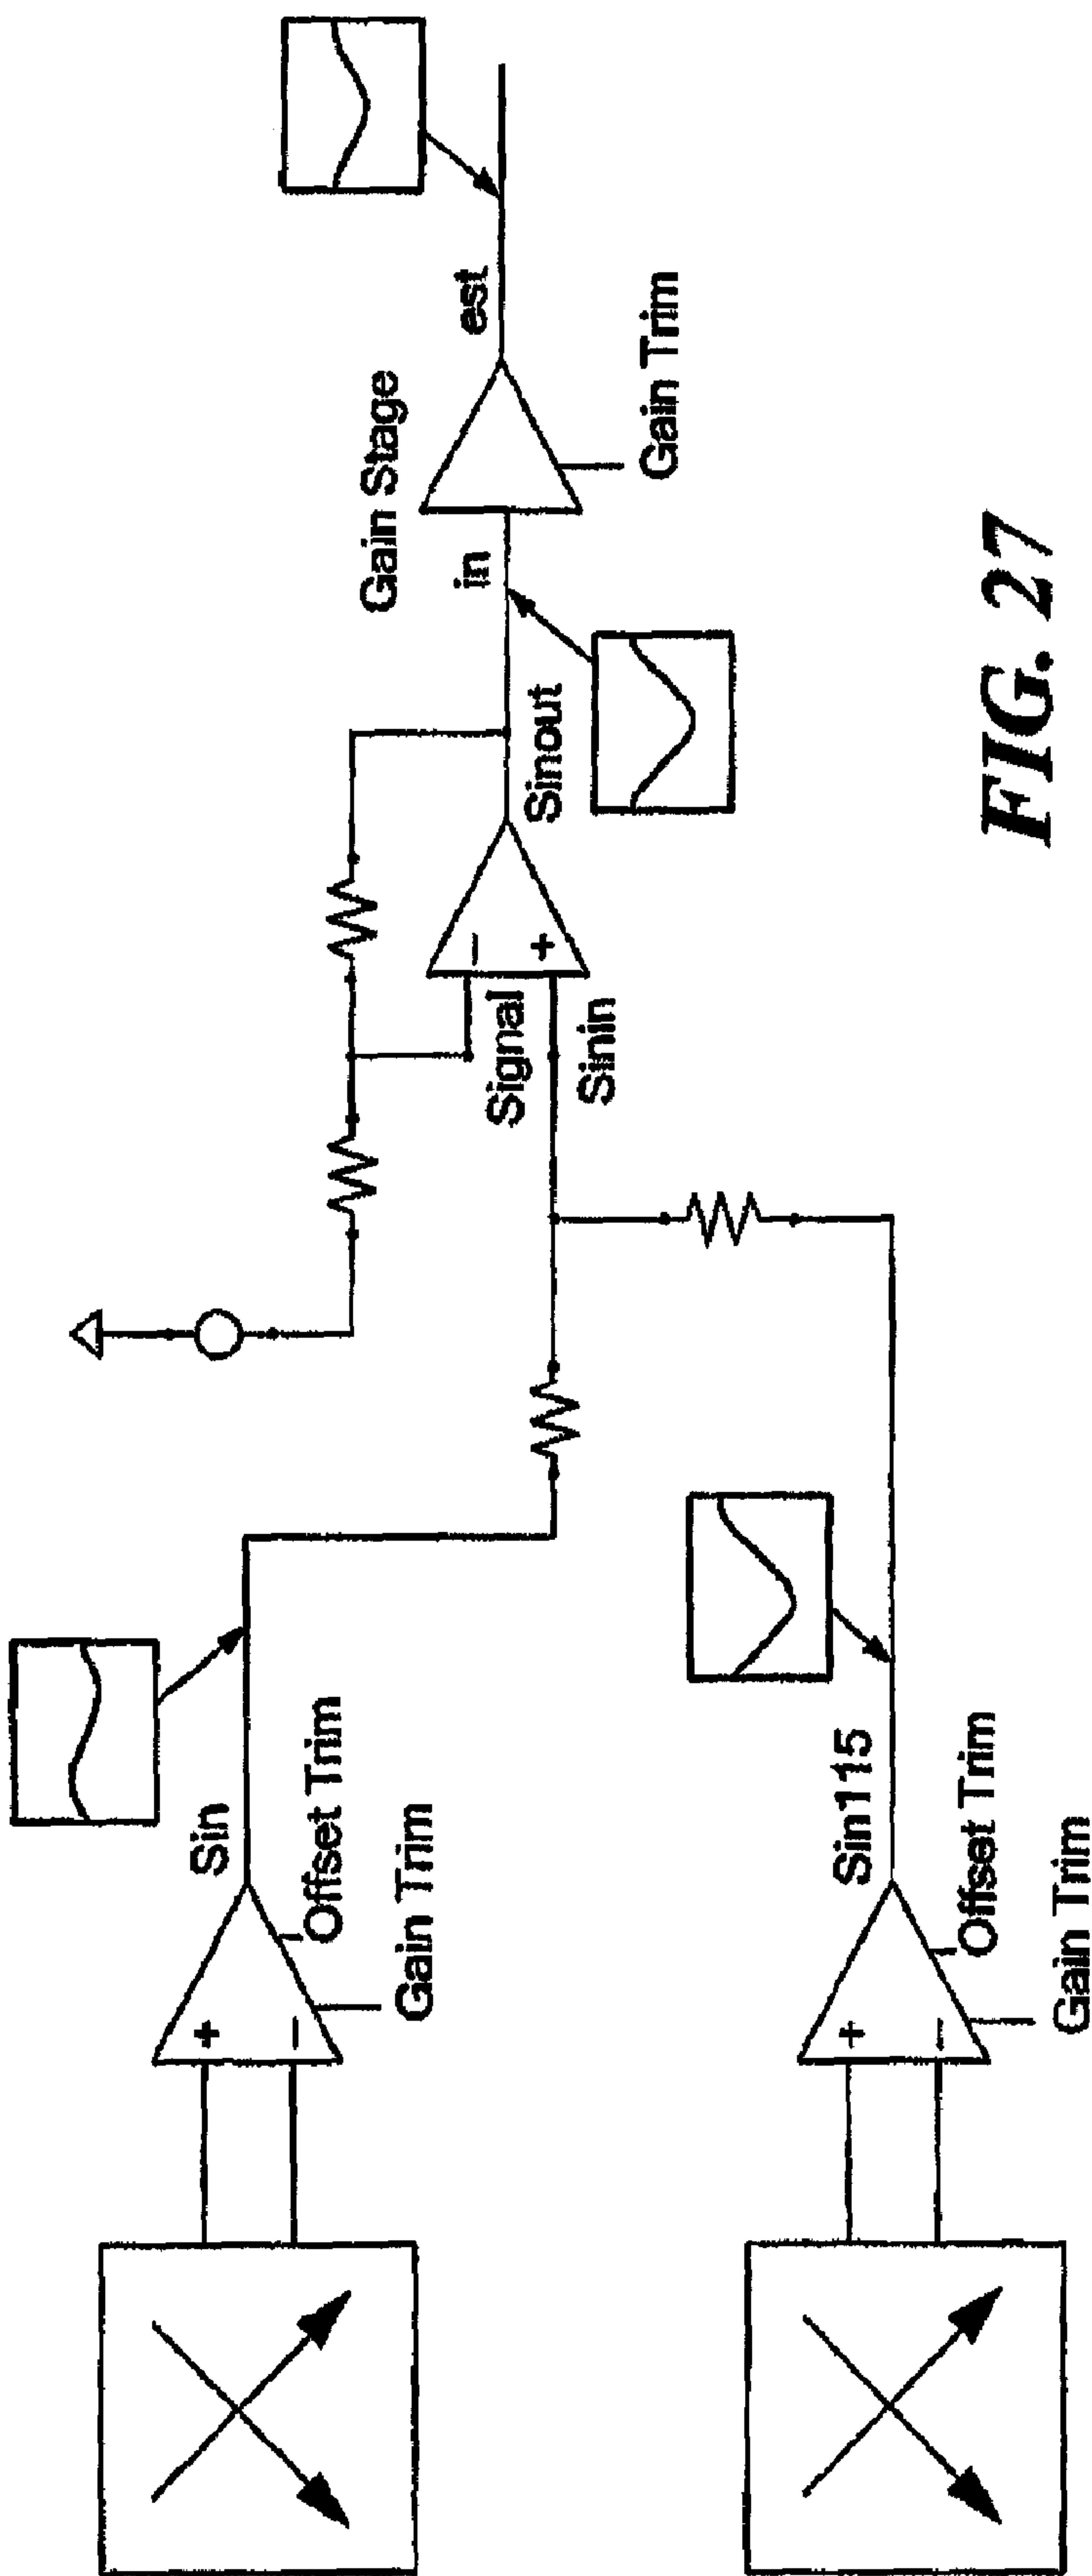 Sin
Offset Trim
Gain Trim
+
−
Sin115
Offset Trim
Gain Trim
+
−
Signal
Sinin
−
+
Sinout
in
Gain Stage
est
Gain Trim
FIG. 27